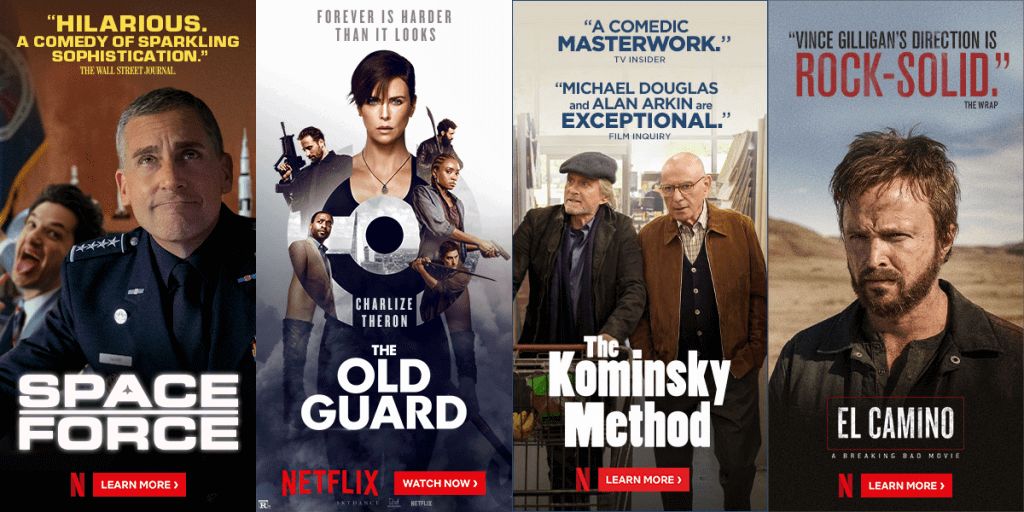 “HILARIOUS.
A COMEDY OF SPARKLING
SOPHISTICATION.”
THE WALL STREET JOURNAL.
SPACE
FORCE
N
LEARN MORE ›
FOREVER IS HARDER
THAN IT LOOKS
CHARLIZE
THERON
THE
OLD
GUARD
NETFLIX
WATCH NOW ›
R
SKYDANCE
NETFLIX
“A COMEDIC
MASTERWORK.”
TV INSIDER
“MICHAEL DOUGLAS
and ALAN ARKIN are
EXCEPTIONAL.”
FILM INQUIRY
The
Kominsky
Method
N
LEARN MORE ›
“VINCE GILLIGAN’S DIRECTION IS
ROCK-SOLID.”
THE WRAP
EL CAMINO
A BREAKING BAD MOVIE
N
LEARN MORE ›